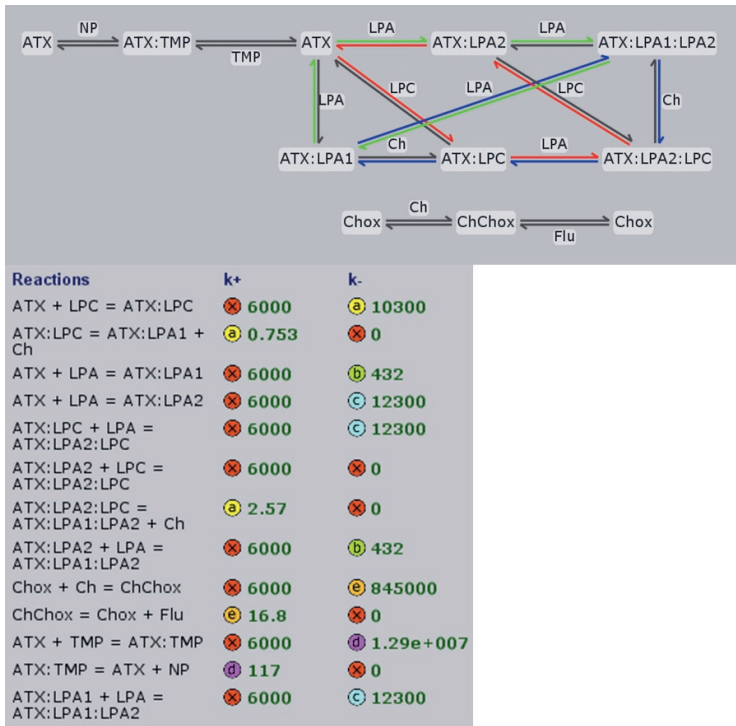 NP LPA LPA
ATX ATX:TMP ATX ATX:LPA2 ATX:LPA1:LPA2
TMP
LPA LPC LPA LPC Ch
Ch LPA
ATX:LPA1 ATX:LPC ATX:LPA2:LPC
Ch
Chox ChChox Chox
Flu
Reactions k+ k-
ATX + LPC = ATX:LPC x 6000 a 10300
ATX:LPC = ATX:LPA1 + a 0.753 x 0
Ch
ATX + LPA = ATX:LPA1 x 6000 b 432
ATX + LPA = ATX:LPA2 x 6000 c 12300
ATX:LPC + LPA = x 6000 c 12300
ATX:LPA2:LPC
ATX:LPA2 + LPC = x 6000 x 0
ATX:LPA2:LPC
ATX:LPA2:LPC = a 2.57 x 0
ATX:LPA1:LPA2 + Ch
ATX:LPA2 + LPA = x 6000 b 432
ATX:LPA1:LPA2
Chox + Ch = ChChox x 6000 e 845000
ChChox = Chox + Flu e 16.8 x 0
ATX + TMP = ATX:TMP x 6000 d 1.29e+007
ATX:TMP = ATX + NP d 117 x 0
ATX:LPA1 + LPA = x 6000 c 12300
ATX:LPA1:LPA2